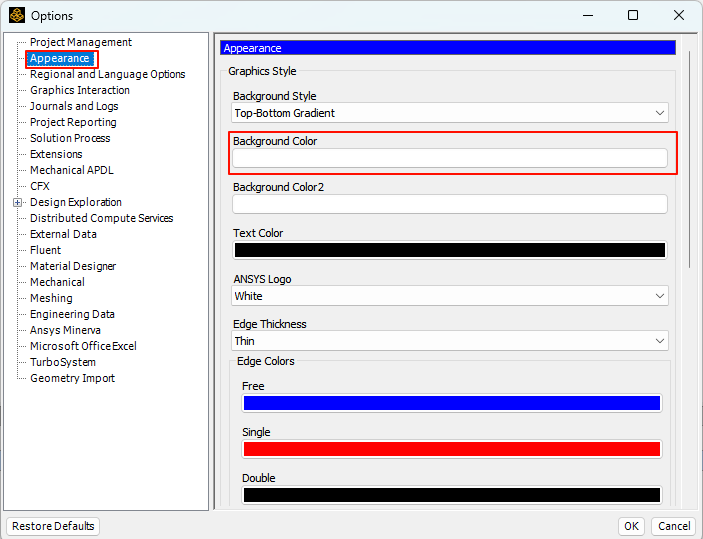 Options
Project Management
Appearance
Regional and Language Options
Graphics Interaction
Journals and Logs
Project Reporting
Solution Process
Extensions
Mechanical APDL
CFX
Design Exploration
Distributed Compute Services
External Data
Fluent
Material Designer
Mechanical
Meshing
Engineering Data
Ansys Minerva
Microsoft Office Excel
TurboSystem
Geometry Import
Appearance
Graphics Style
Background Style
Top-Bottom Gradient
Background Color
Background Color2
Text Color
ANSYS Logo
White
Edge Thickness
Thin
Edge Colors
Free
Single
Double
Restore Defaults
OK
Cancel